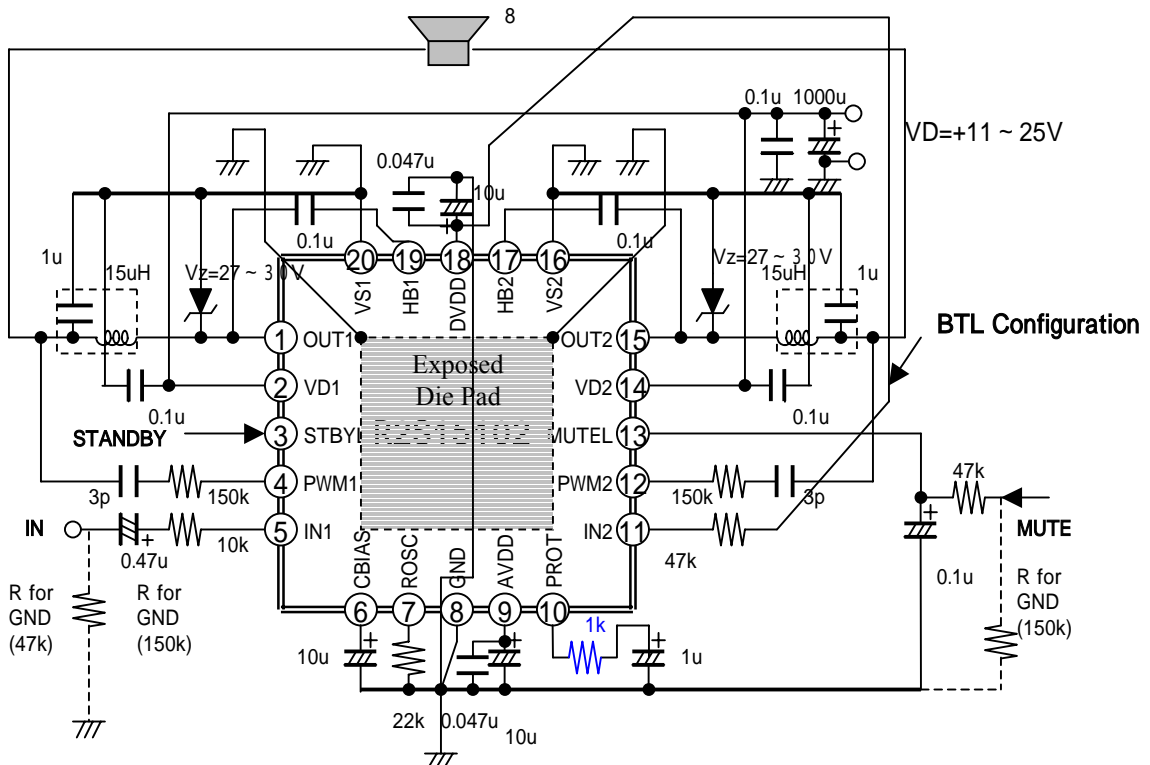 8
0.1u 1000u
VD=+11 ~ 25V
0.047u
10u
0.1u
0.1u
1u
15uH
Vz=27 ~ 30V
Vz=27 ~ 30V
15uH
1u
20 19 18 17 16
VS1
HB1
DVDD
HB2
VS2
BTL Configuration
1 OUT1
OUT2 15
Exposed
Die Pad
2 VD1
VD2 14
0.1u
0.1u
STANDBY
3 STBYL
R2S15102
MUTEL 13
4 PWM1
PWM2 12
3p
150k
150k
3p
47k
IN
5 IN1
IN2 11
MUTE
0.47u
10k
47k
0.1u
CBIAS
ROSC
GND
AVDD
PROT
6 7 8 9 10
R for
GND
(47k)
R for
GND
(150k)
R for
GND
(150k)
10u
1k
1u
22k
0.047u
10u